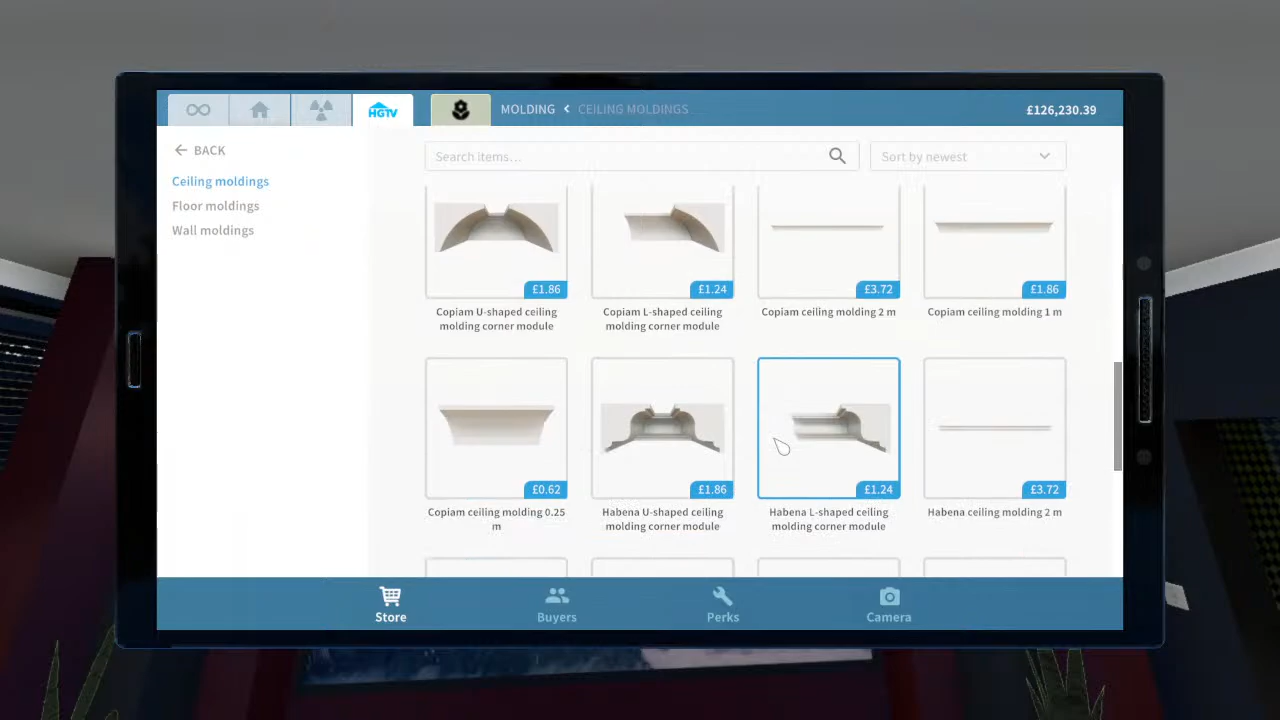 HGTV
MOLDING < CEILING MOLDINGS
£126,230.39
BACK
Ceiling moldings
Floor moldings
Wall moldings
Search items...
Sort by newest
£1.86
£1.24
£3.72
£1.86
Copiam U-shaped ceiling
molding corner module
Copiam L-shaped ceiling
molding corner module
Copiam ceiling molding 2 m
Copiam ceiling molding 1 m
£0.62
£1.86
£1.24
£3.72
Copiam ceiling molding 0.25
m
Habena U-shaped ceiling
molding corner module
Habena L-shaped ceiling
molding corner module
Habena ceiling molding 2 m
Store
Buyers
Perks
Camera